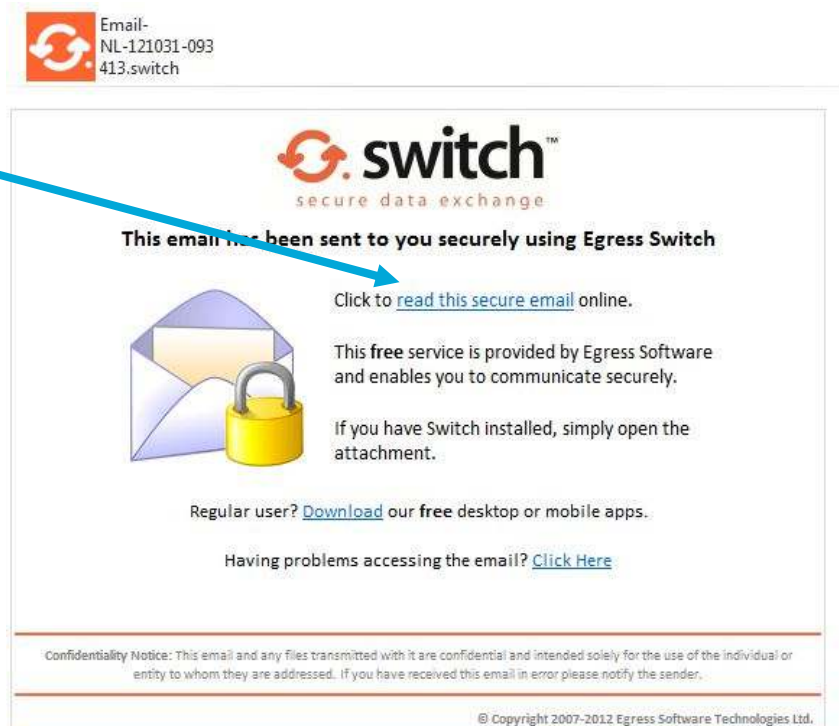 Email-
NL-121031-093
413.switch
switch™
secure data exchange
This email has been sent to you securely using Egress Switch
Click to read this secure email online.
This free service is provided by Egress Software
and enables you to communicate securely.
If you have Switch installed, simply open the
attachment.
Regular user? Download our free desktop or mobile apps.
Having problems accessing the email? Click Here
Confidentiality Notice: This email and any files transmitted with it are confidential and intended solely for the use of the individual or
entity to whom they are addressed. If you have received this email in error please notify the sender.
© Copyright 2007-2012 Egress Software Technologies Ltd.